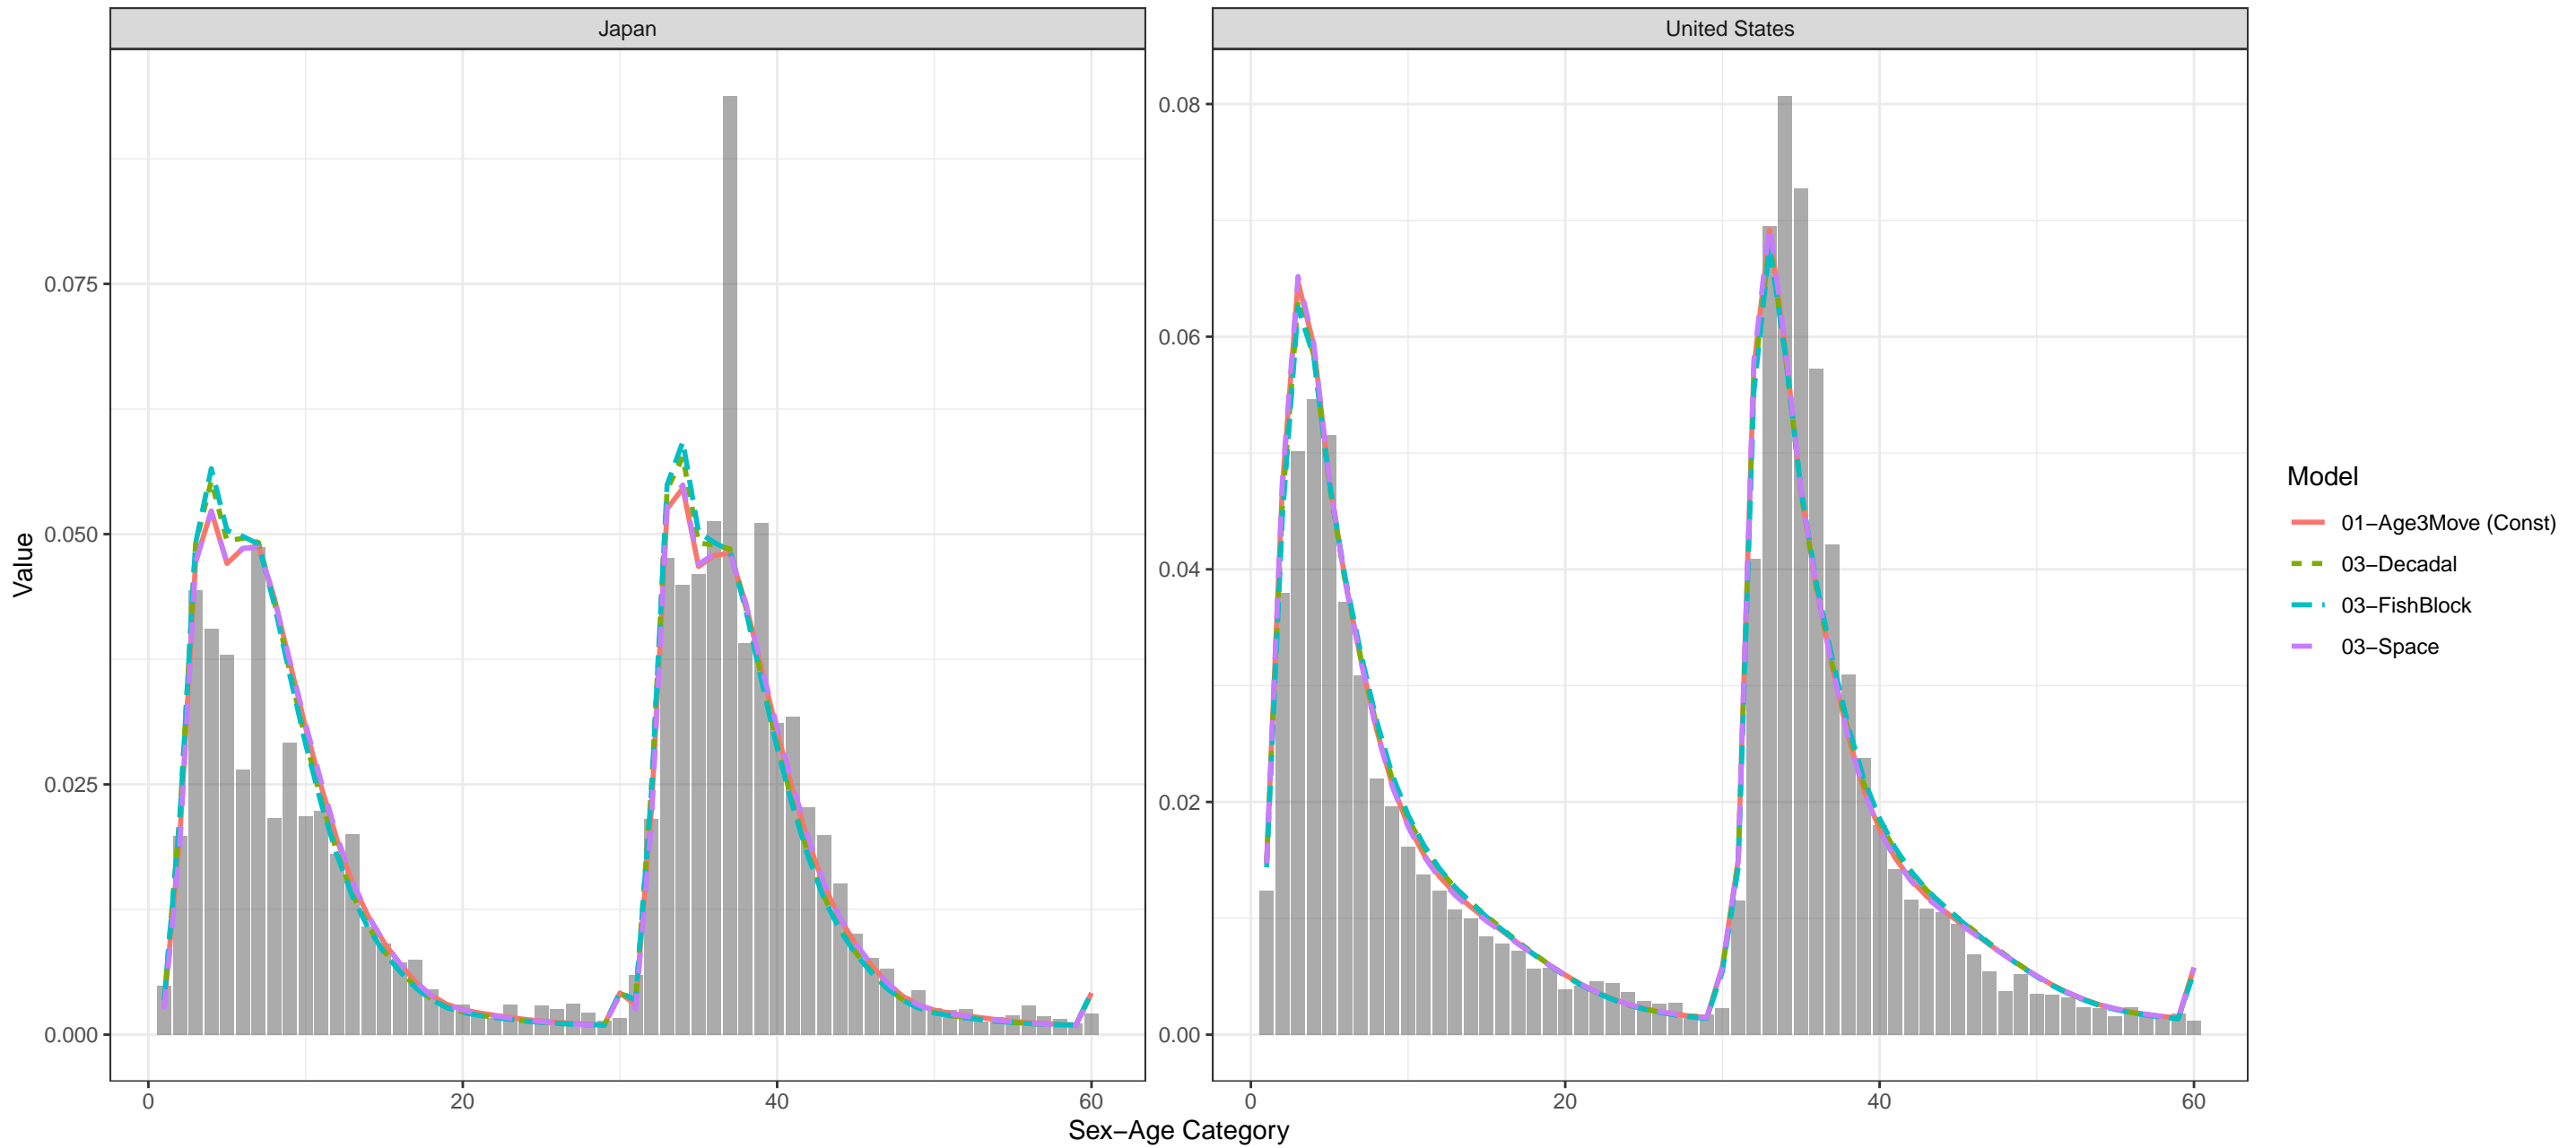 Japan
United States
Value
0.075
0.050
0.025
0.000
0.08
0.06
0.04
0.02
0.00
0
20
40
60
0
20
40
60
Sex−Age Category
Model
01−Age3Move (Const)
03−Decadal
03−FishBlock
03−Space